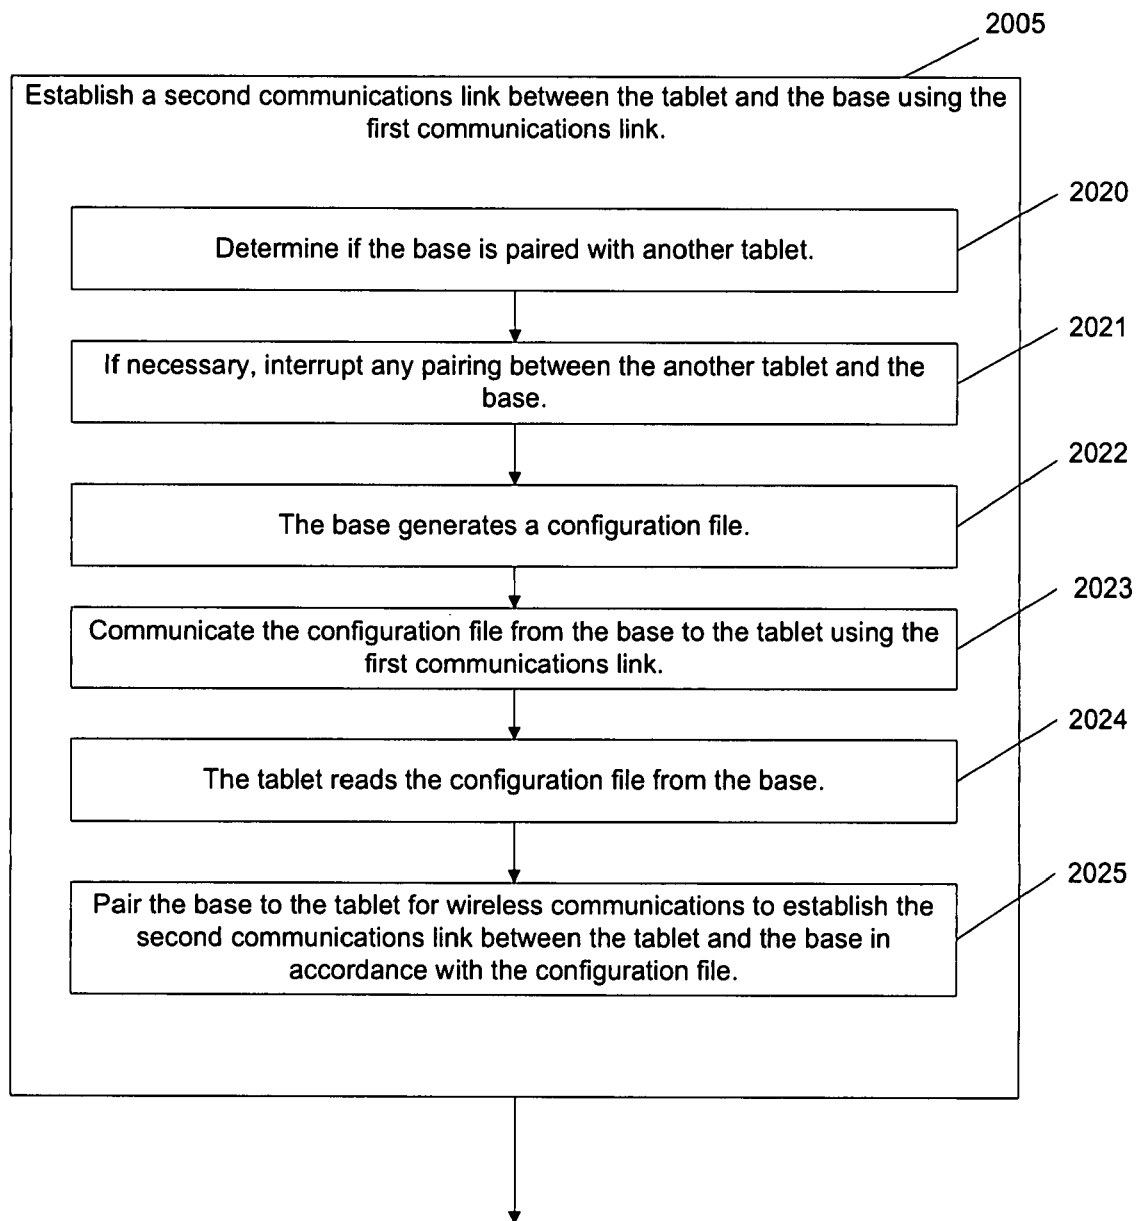 2005
Establish a second communications link between the tablet and the base using the
first communications link.
2020
Determine if the base is paired with another tablet.
2021
If necessary, interrupt any pairing between the another tablet and the
base.
2022
The base generates a configuration file.
2023
Communicate the configuration file from the base to the tablet using the
first communications link.
2024
The tablet reads the configuration file from the base.
2025
Pair the base to the tablet for wireless communications to establish the
second communications link between the tablet and the base in
accordance with the configuration file.